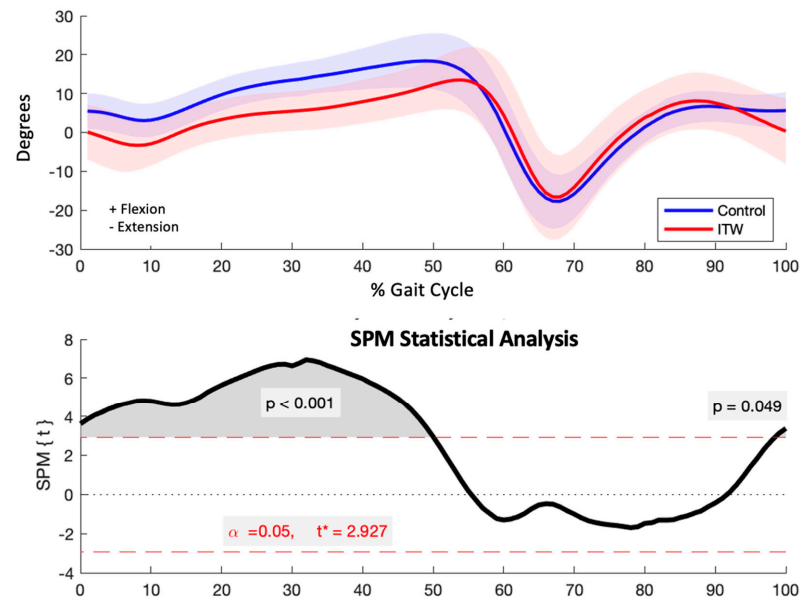 30
20
10
0
-10
-20
-30
Degrees
+ Flexion
- Extension
Control
ITW
0 10 20 30 40 50 60 70 80 90 100
% Gait Cycle
SPM Statistical Analysis
8
6
4
2
0
-2
-4
SPM { t }
p < 0.001
p = 0.049
α =0.05, t* = 2.927
0 10 20 30 40 50 60 70 80 90 100